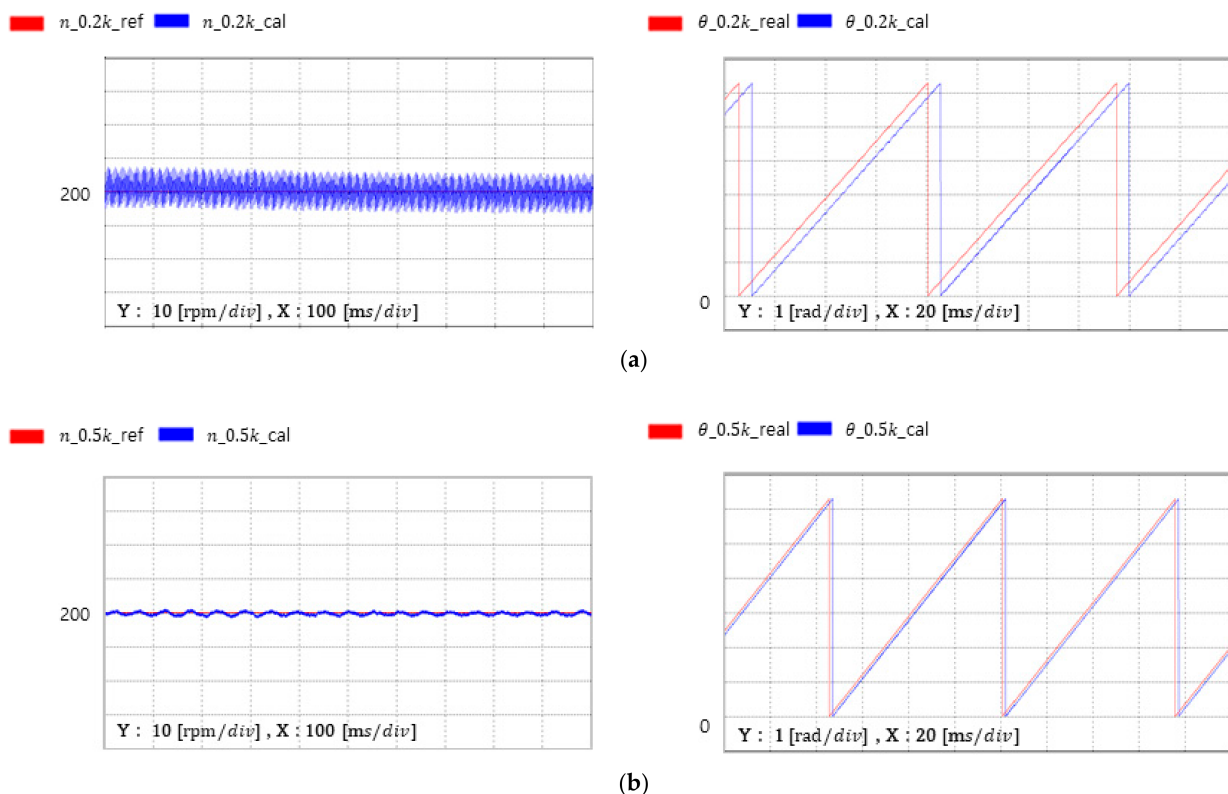 n_0.2k_ref n_0.2k_cal
θ_0.2k_real θ_0.2k_cal
200
Y : 10 [rpm/div] , X : 100 [ms/div]
0
Y : 1 [rad/div] , X : 20 [ms/div]
(a)
n_0.5k_ref n_0.5k_cal
θ_0.5k_real θ_0.5k_cal
200
Y : 10 [rpm/div] , X : 100 [ms/div]
0
Y : 1 [rad/div] , X : 20 [ms/div]
(b)